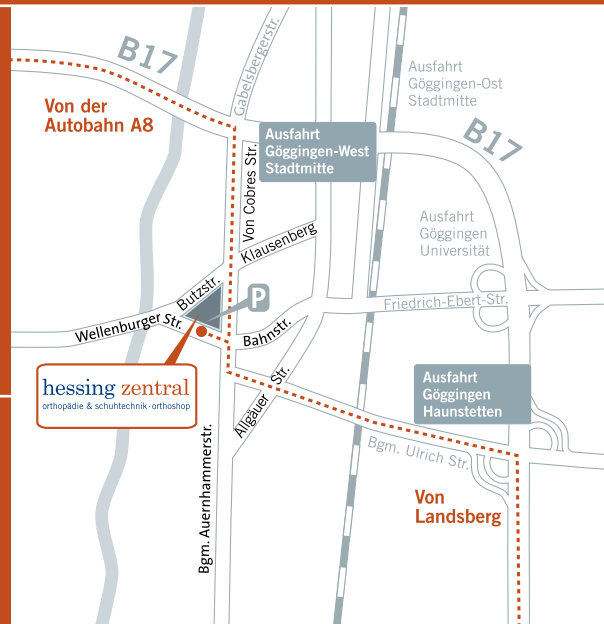 B17
Gabelsbergerstr.
Ausfahrt
Göggingen-Ost
Stadtmitte
Von der
Autobahn A8
Ausfahrt
Göggingen-West
Stadtmitte
B17
Von Cobres Str.
Ausfahrt
Göggingen
Universität
Klausenberg
Butzstr.
P
Friedrich-Ebert-Str.
Wellenburger Str.
Bahnstr.
hessing zentral
orthopädie & schuhtechnik·orthoshop
Allgäuer Str.
Ausfahrt
Göggingen
Haunstetten
Bgm. Ulrich Str.
Bgm. Auernhammerstr.
Von
Landsberg